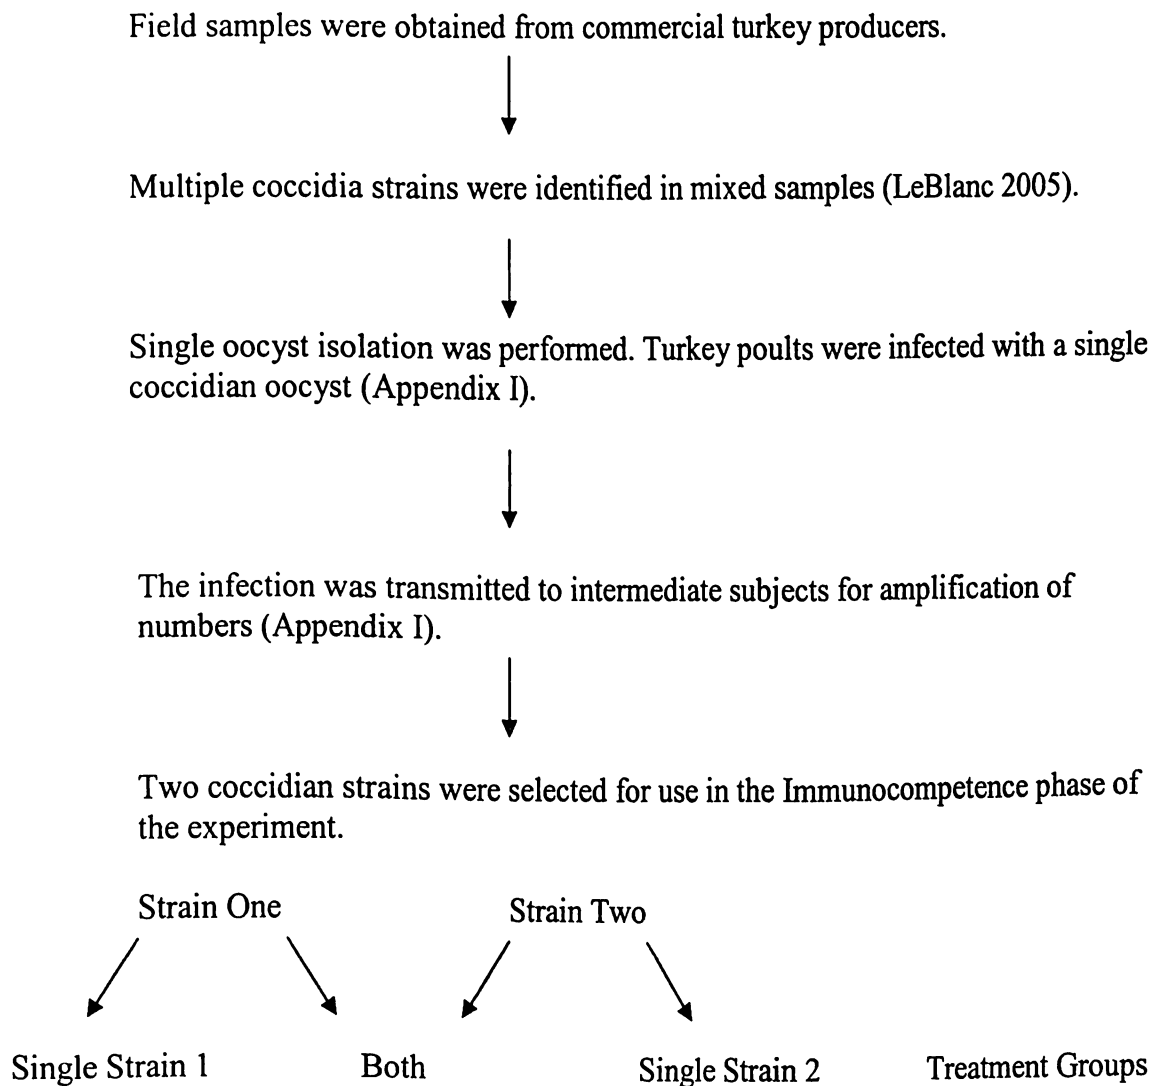 Field samples were obtained from commercial turkey producers.
Multiple coccidia strains were identified in mixed samples (LeBlanc 2005).
Single oocyst isolation was performed. Turkey poults were infected with a single
coccidian oocyst (Appendix I).
The infection was transmitted to intermediate subjects for amplification of
numbers (Appendix I).
Two coccidian strains were selected for use in the Immunocompetence phase of
the experiment.
Strain One Strain Two
Single Strain 1 Both Single Strain 2 Treatment Groups